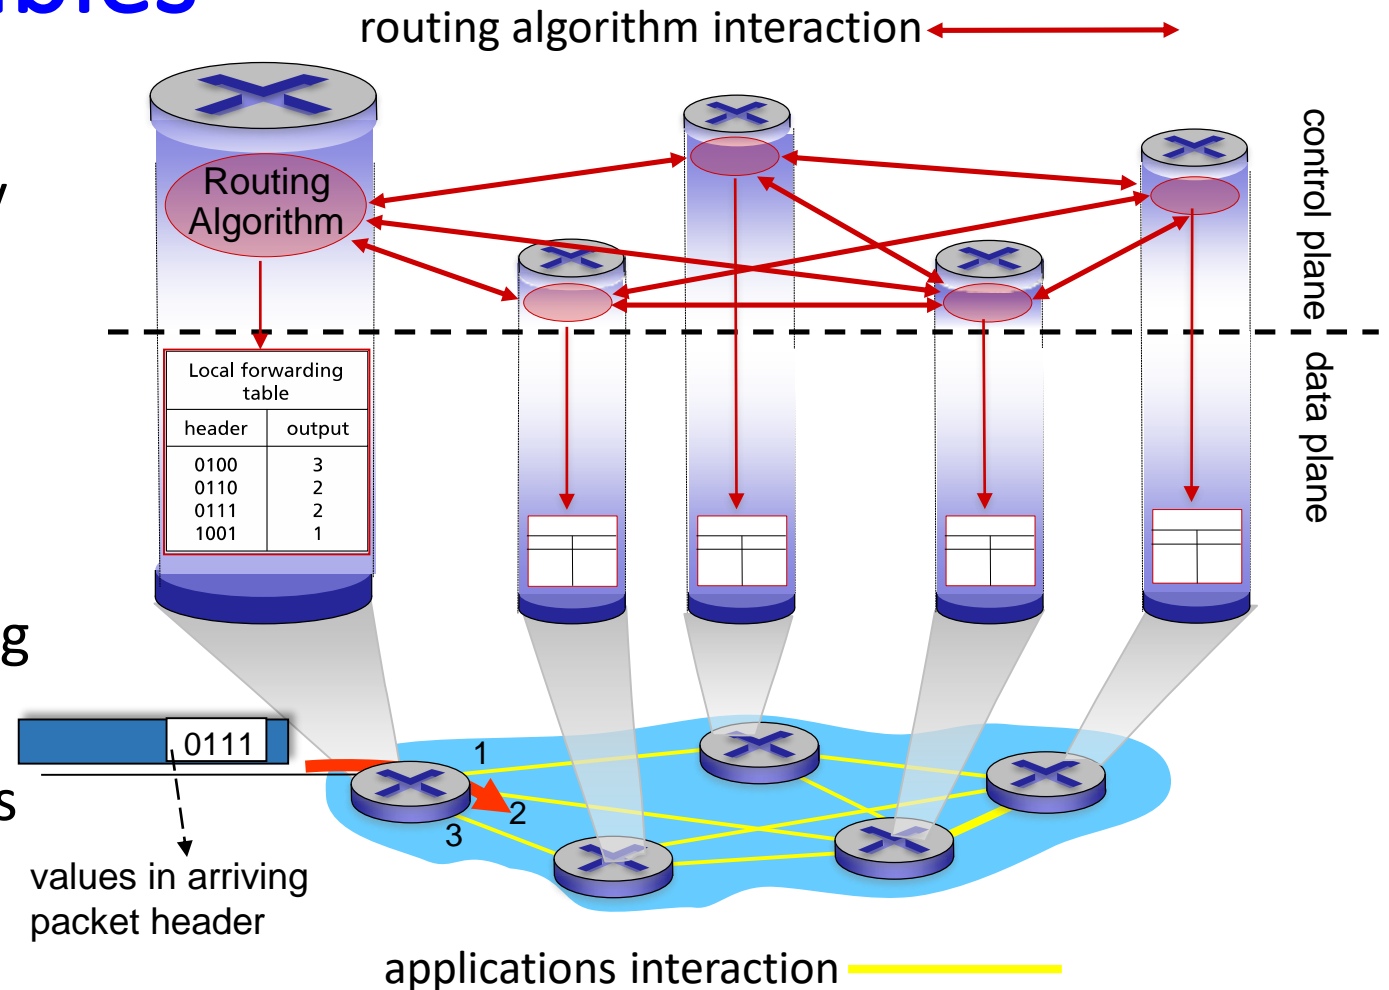 routing algorithm interaction
control plane
Routing
Algorithm
data plane
Local forwarding
table
header output
0100 3
0110 2
0111 2
1001 1
0111
1
2
3
values in arriving
packet header
applications interaction